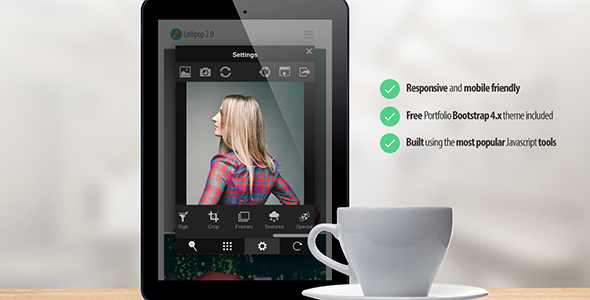 Lollipop 2.0
Settings
Rgb Crop Frames Textures Special
Responsive and mobile friendly
Free Portfolio Bootstrap 4.x theme included
Built using the most popular Javascript tools